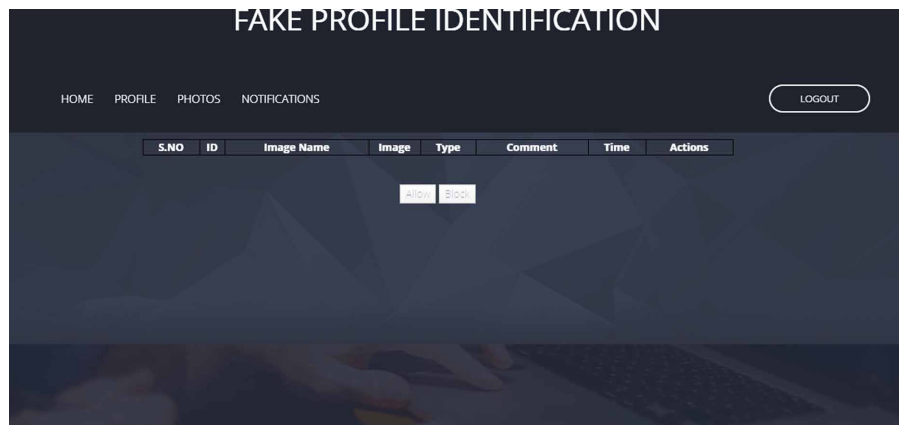 FAKE PROFILE IDENTIFICATION
HOME PROFILE PHOTOS NOTIFICATIONS LOGOUT
S.NO ID Image Name Image Type Comment Time Actions
Allow Block